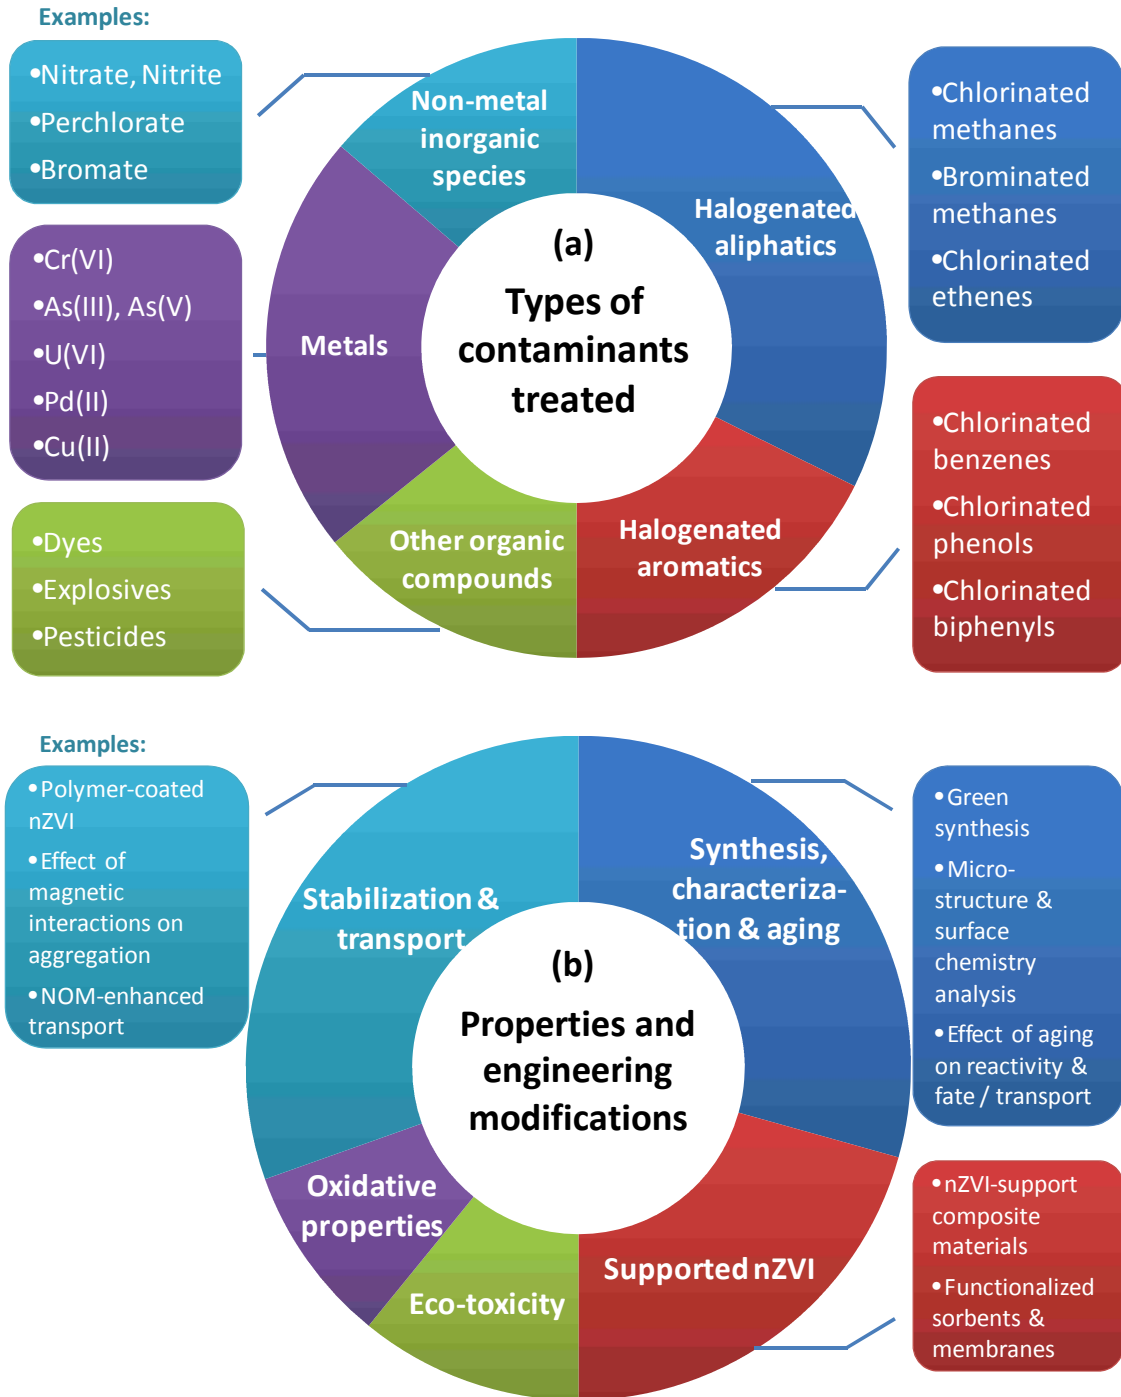 Examples:
•Nitrate, Nitrite
•Perchlorate
•Bromate
•Cr(VI)
•As(III), As(V)
•U(VI)
•Pd(II)
•Cu(II)
•Dyes
•Explosives
•Pesticides
Non-metal
inorganic
species
Metals
Other organic
compounds
(a)
Types of
contaminants
treated
Halogenated
aliphatics
Halogenated
aromatics
•Chlorinated
methanes
•Brominated
methanes
•Chlorinated
ethenes
•Chlorinated
benzenes
•Chlorinated
phenols
•Chlorinated
biphenyls
Examples:
•Polymer-coated
nZVI
•Effect of
magnetic
interactions on
aggregation
•NOM-enhanced
transport
Stabilization &
transport
Oxidative
properties
Eco-toxicity
(b)
Properties and
engineering
modifications
Synthesis,
characteriza-
tion & aging
Supported nZVI
•Green
synthesis
•Micro-
structure &
surface
chemistry
analysis
•Effect of aging
on reactivity &
fate / transport
•nZVI-support
composite
materials
•Functionalized
sorbents &
membranes